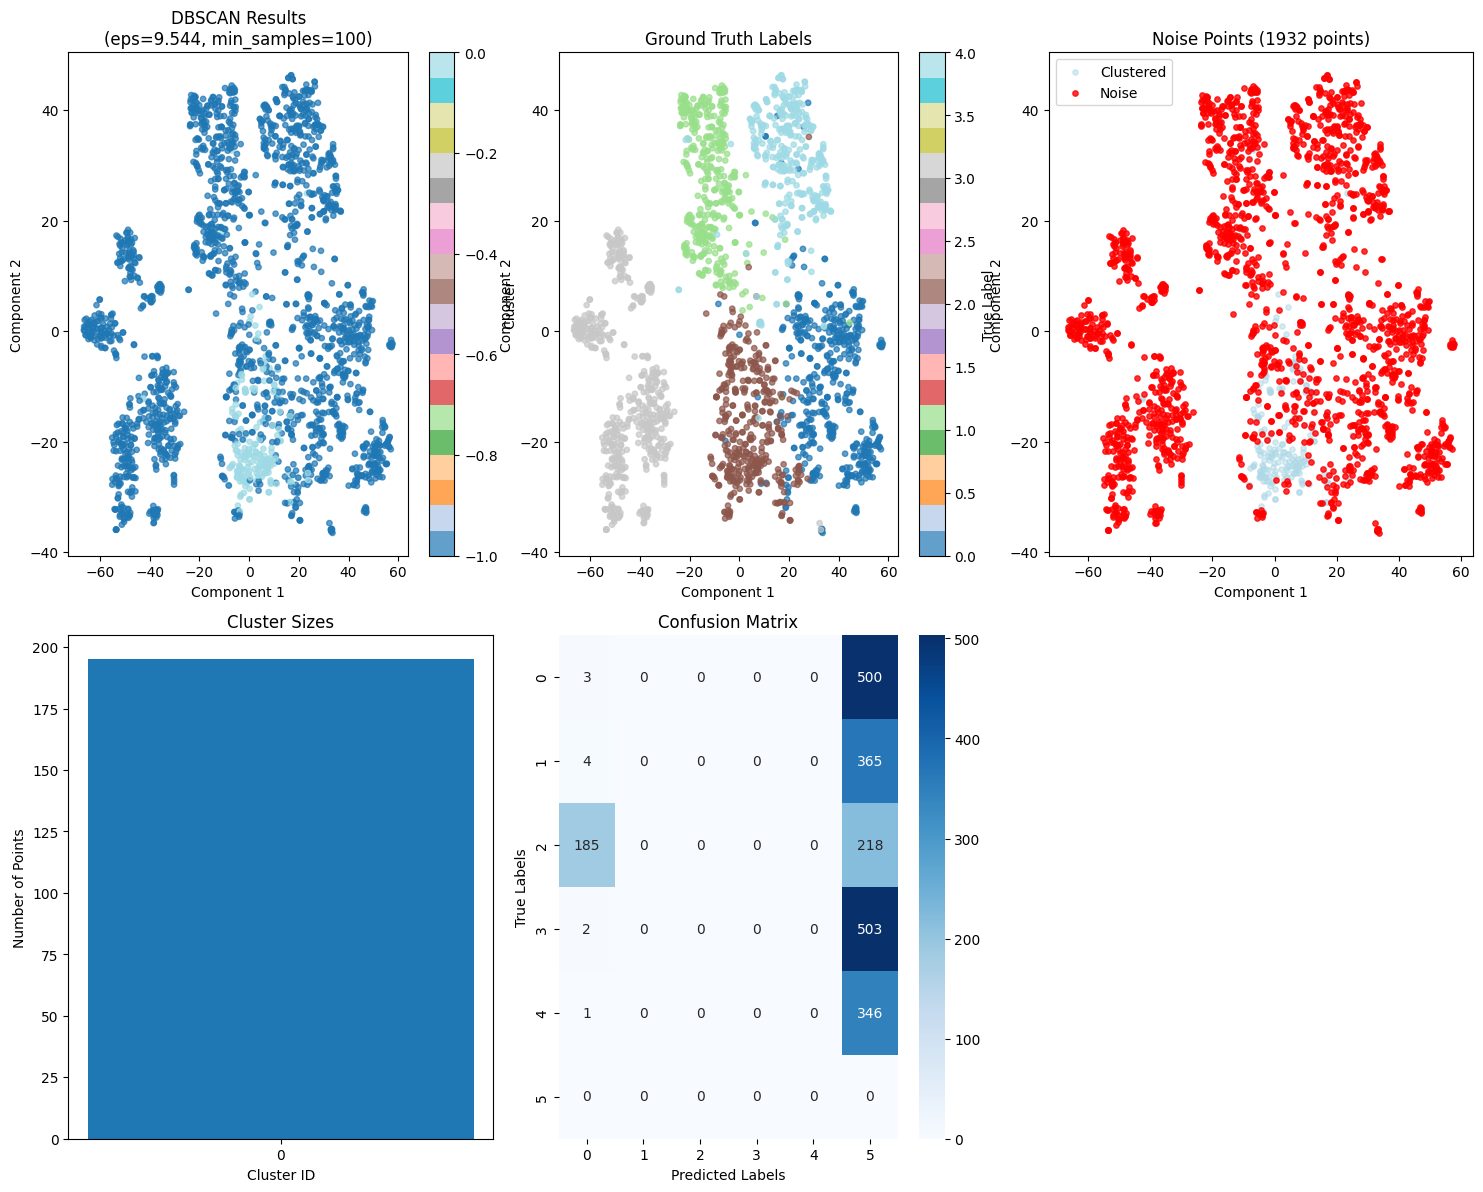 DBSCAN Results
(eps=9.544, min_samples=100)
40
20
0
−20
−40
−60 −40 −20 0 20 40 60
Component 1
Component 2
0.0
−0.2
−0.4
−0.6
−0.8
−1.0
Cluster
Ground Truth Labels
40
20
0
−20
−40
−60 −40 −20 0 20 40 60
Component 1
Component 2
4.0
3.5
3.0
2.5
2.0
1.5
1.0
0.5
0.0
True Label
Noise Points (1932 points)
Clustered
Noise
40
20
0
−20
−40
−60 −40 −20 0 20 40 60
Component 1
Component 2
Cluster Sizes
200
175
150
125
100
75
50
25
0
0
Cluster ID
Number of Points
Confusion Matrix
0 3 0 0 0 0 500
1 4 0 0 0 0 365
2 185 0 0 0 0 218
3 2 0 0 0 0 503
4 1 0 0 0 0 346
5 0 0 0 0 0 0
0 1 2 3 4 5
Predicted Labels
True Labels
500
400
300
200
100
0